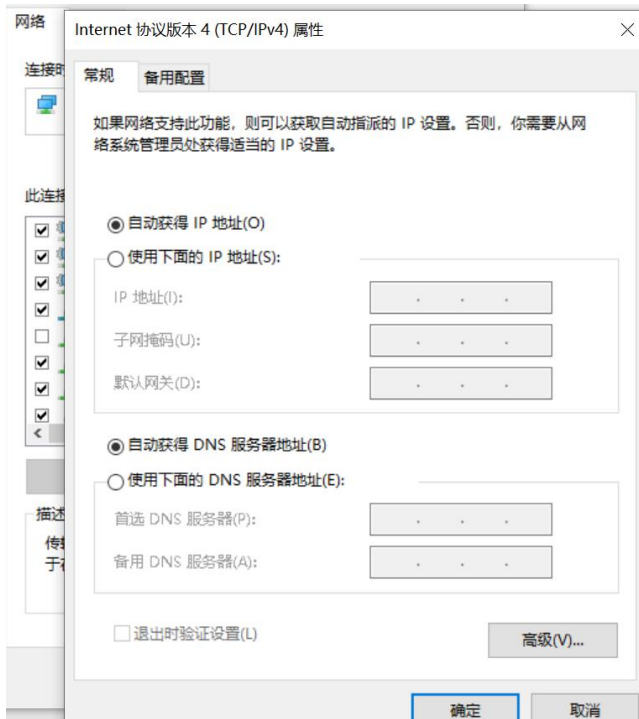 网络
Internet 协议版本 4 (TCP/IPv4) 属性
连接时
常规
备用配置
如果网络支持此功能，则可以获取自动指派的 IP 设置。否则，你需要从网
络系统管理员处获得适当的 IP 设置。
此连接
自动获得 IP 地址(O)
使用下面的 IP 地址(S):
IP 地址(I):
子网掩码(U):
默认网关(D):
自动获得 DNS 服务器地址(B)
使用下面的 DNS 服务器地址(E):
描述
首选 DNS 服务器(P):
传输
于在
备用 DNS 服务器(A):
退出时验证设置(L)
高级(V)...
确定
取消